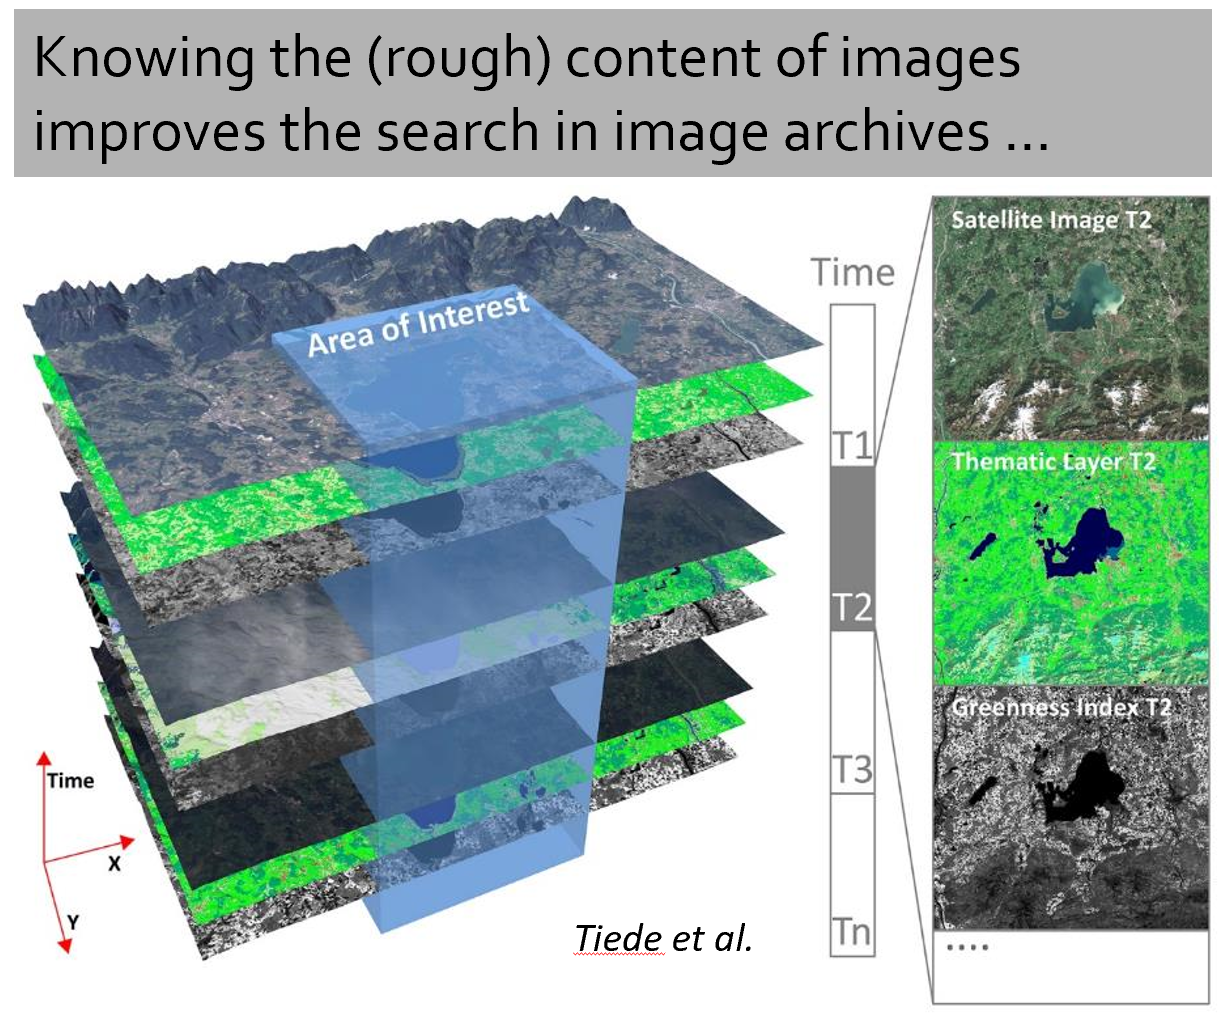 Knowing the (rough) content of images
improves the search in image archives ...
Area of Interest
Time
X
Y
Tiede et al.
Time
T1
T2
T3
Tn
Satellite Image T2
Thematic Layer T2
Greenness Index T2
....